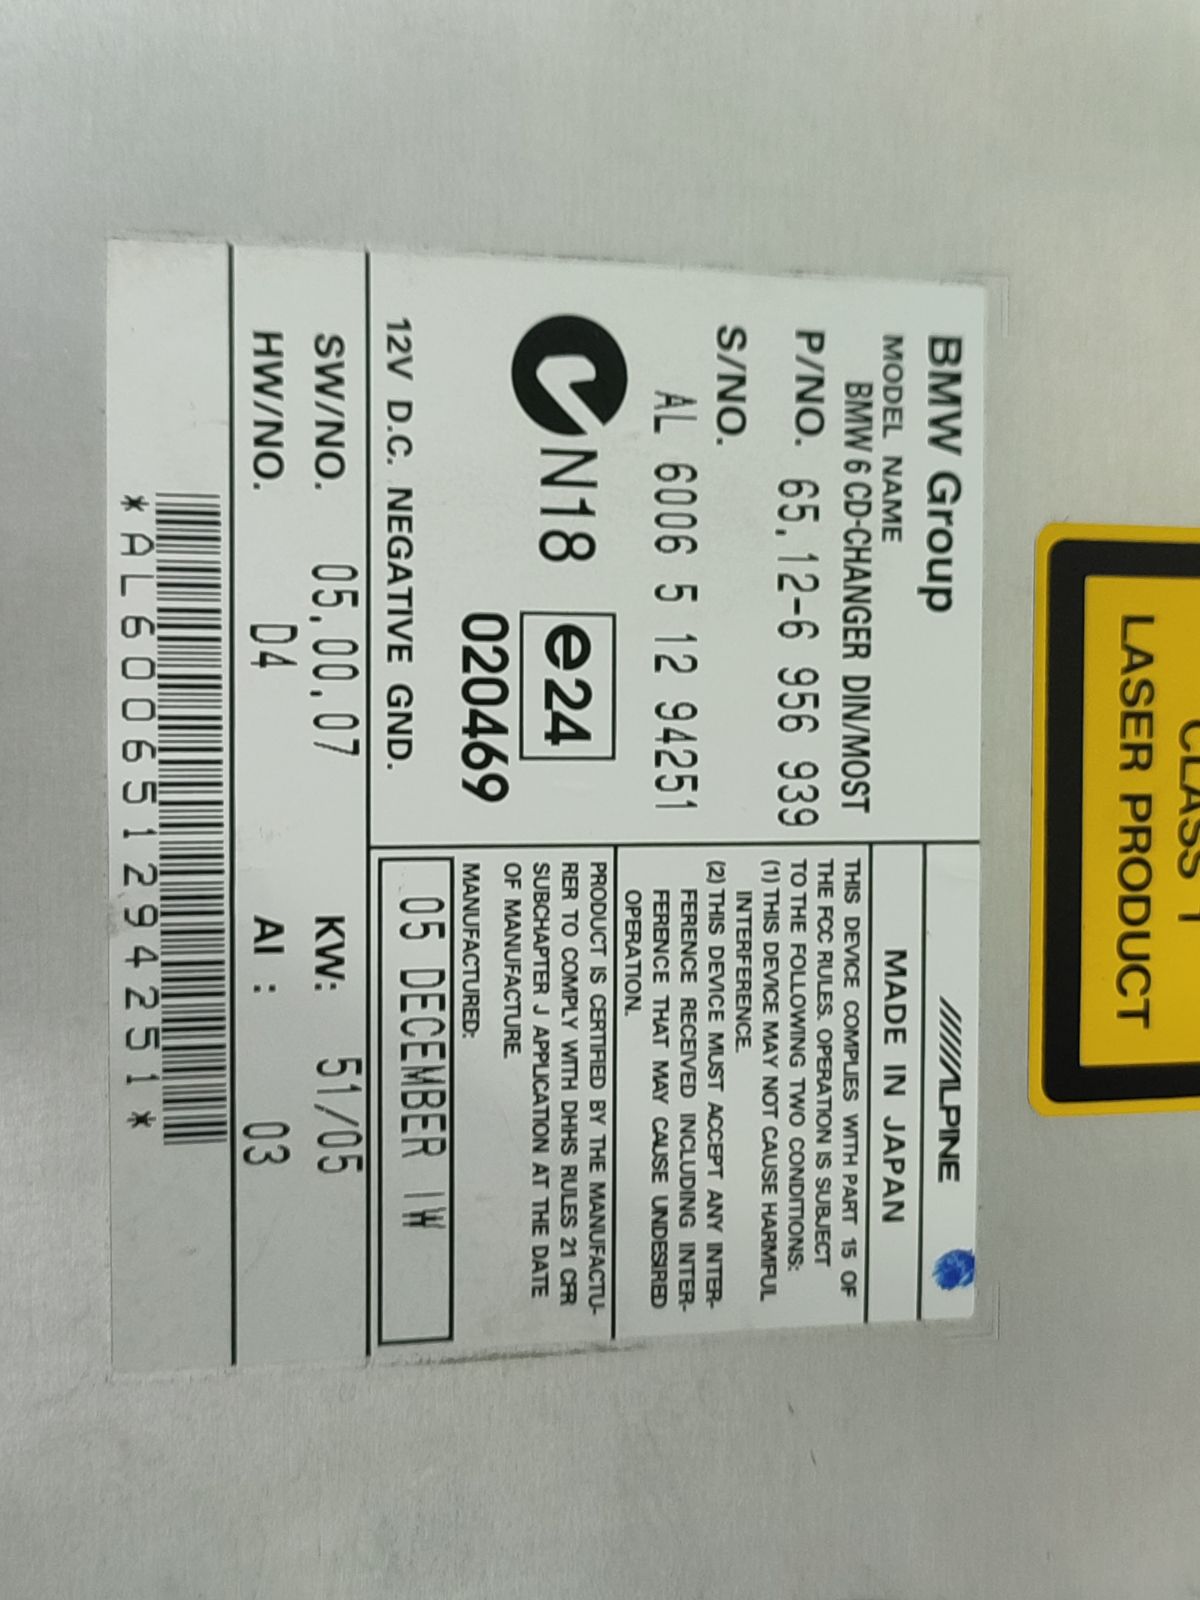 CLASS 1
LASER PRODUCT
BMW Group
MODEL NAME
BMW 6 CD-CHANGER DIN/MOST
P/NO. 65.12-6 956 939
S/NO.
AL 6006 5 12 94251
N18 e24
020469
12V D.C. NEGATIVE GND.
ALPINE
MADE IN JAPAN
THIS DEVICE COMPLIES WITH PART 15 OF
THE FCC RULES. OPERATION IS SUBJECT
TO THE FOLLOWING TWO CONDITIONS:
(1) THIS DEVICE MAY NOT CAUSE HARMFUL
INTERFERENCE.
(2) THIS DEVICE MUST ACCEPT ANY INTER-
FERENCE RECEIVED INCLUDING INTER-
FERENCE THAT MAY CAUSE UNDESIRED
OPERATION.
PRODUCT IS CERTIFIED BY THE MANUFACTU-
RER TO COMPLY WITH DHHS RULES 21 CFR
SUBCHAPTER J APPLICATION AT THE DATE
OF MANUFACTURE.
MANUFACTURED:
05 DECEMBER 1W
SW/NO. 05.00.07 KW: 51/05
HW/NO. D4 AI : 03
*AL60065129425​1*